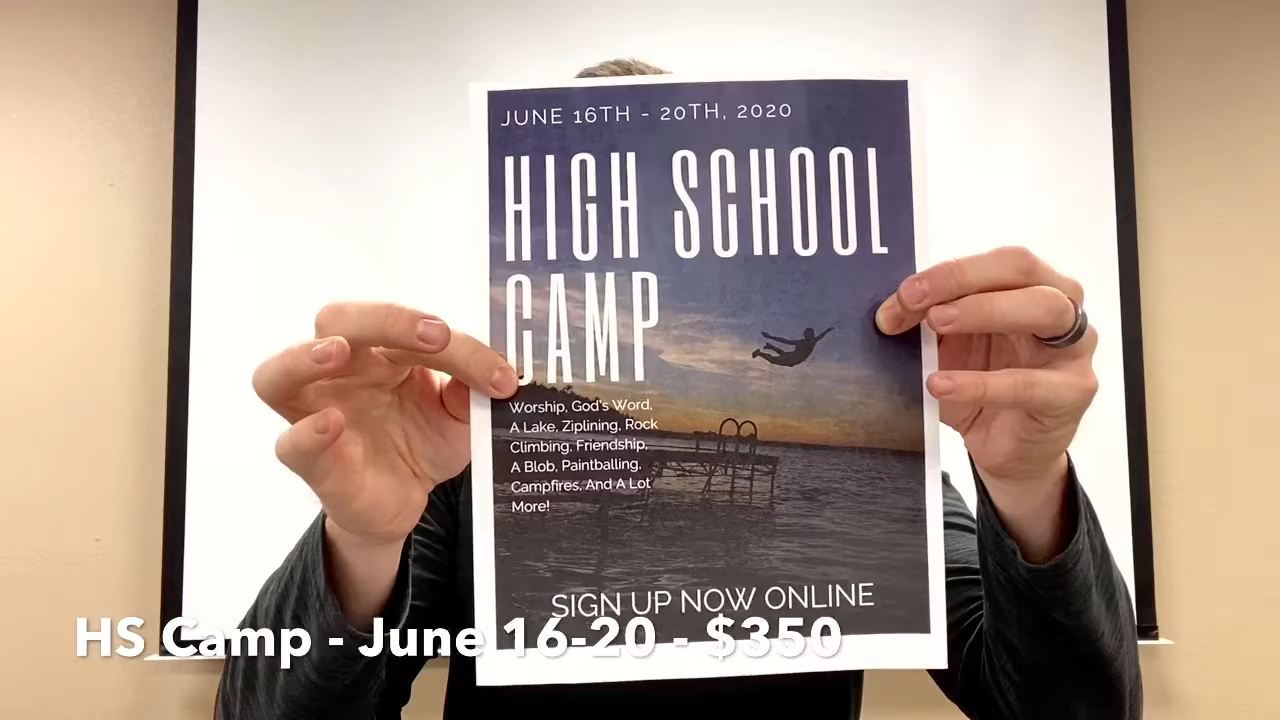 JUNE 16TH - 20TH, 2020
HIGH SCHOOL
CAMP
Worship, God's Word,
A Lake, Ziplining, Rock
Climbing, Friendship,
A Blob, Paintballing,
Campfires, And A Lot
More!
SIGN UP NOW ONLINE
HS Camp - June 16-20 - $350